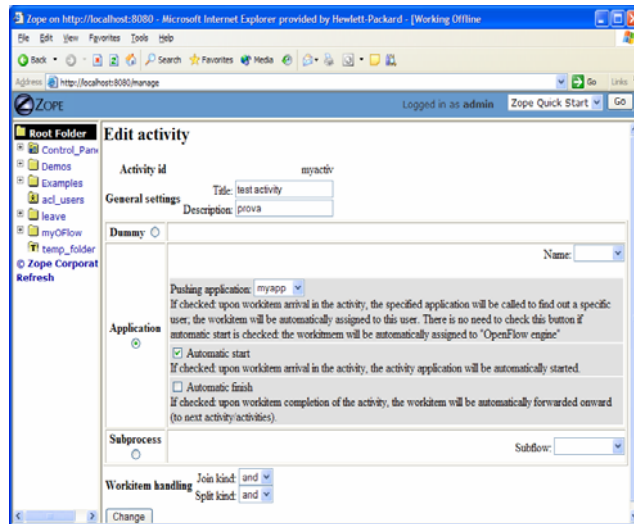 Zope on http://localhost:8080 - Microsoft Internet Explorer provided by Hewlett-Packard - [Working Offline
File Edit View Favorites Tools Help
Back Search Favorites Media
Address http://localhost:8080/manage Go Links
ZOPE Logged in as admin Zope Quick Start Go
Root Folder
Control_Pan
Demos
Examples
acl_users
leave
myOFlow
temp_folder
© Zope Corporat
Refresh
Edit activity
Activity id myactiv
General settings
Title: test activity
Description: prova
Dummy
Application
Name:
Pushing application: myapp
If checked: upon workitem arrival in the activity, the specified application will be called to find out a specific
user; the workitem will be automatically assigned to this user. There is no need to check this button if
automatic start is checked: the workitmem will be automatically assigned to "OpenFlow engine"
Automatic start
If checked: upon workitem arrival in the activity, the activity application will be automatically started.
Automatic finish
If checked: upon workitem completion of the activity, the workitem will be automatically forwarded onward
(to next activity/activities).
Subprocess
Subflow:
Workitem handling
Join kind: and
Split kind: and
Change